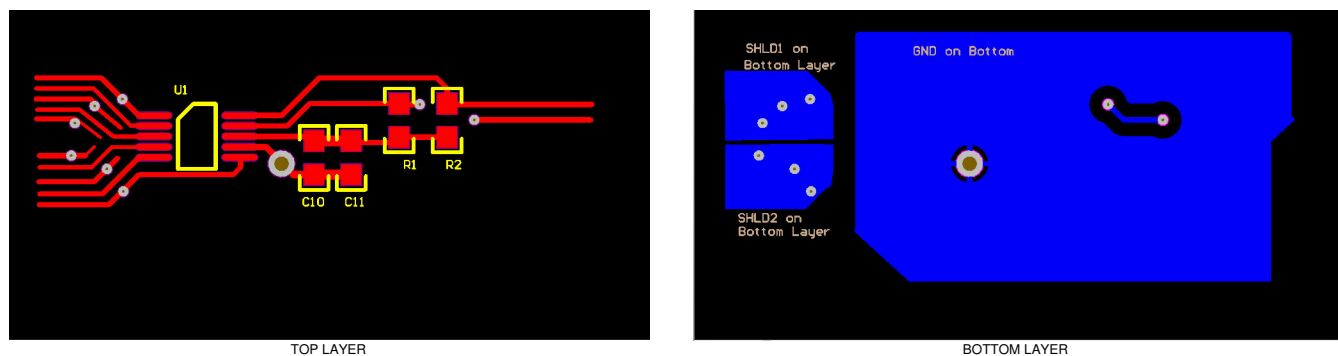 U1
R1
R2
C10
C11
TOP LAYER
SHLD1 on
Bottom Layer
GND on Bottom
SHLD2 on
Bottom Layer
BOTTOM LAYER